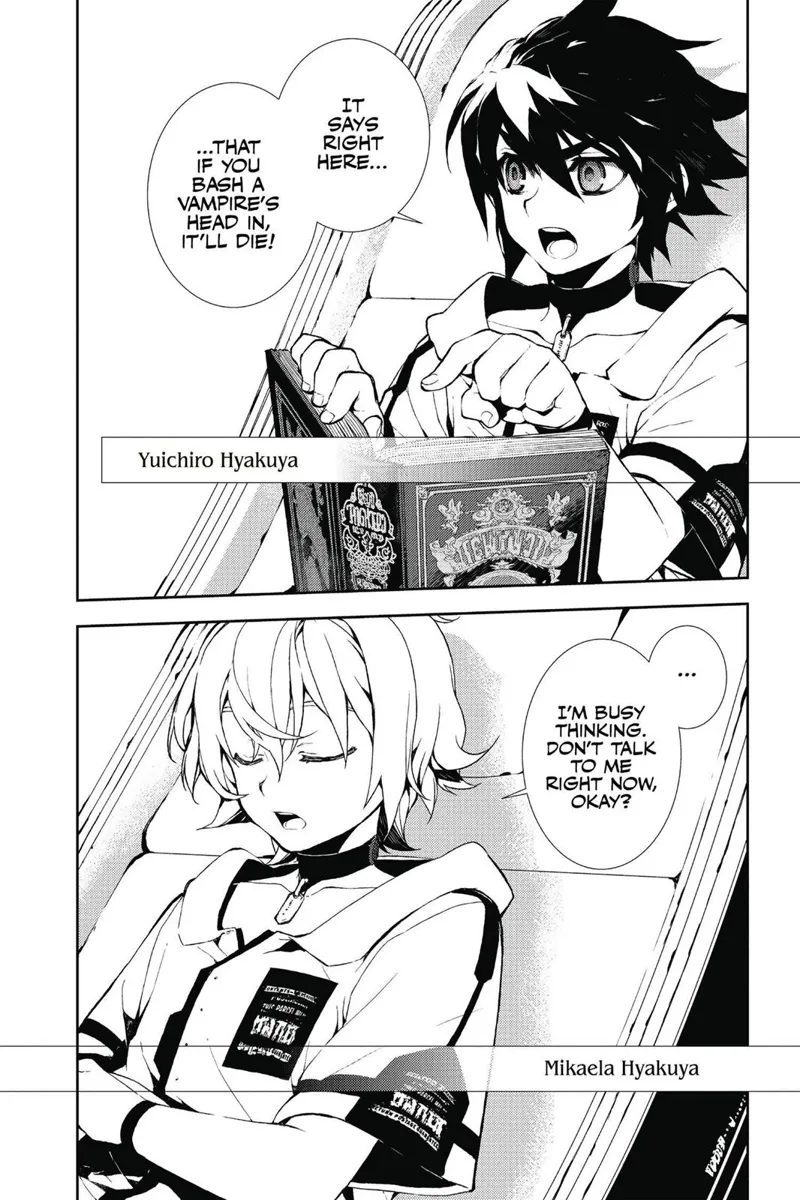 IT
SAYS
RIGHT
HERE...
...THAT
IF YOU
BASH A
VAMPIRE'S
HEAD IN,
IT'LL DIE!
Yuichiro Hyakuya
...
I'M BUSY
THINKING.
DON'T TALK
TO ME
RIGHT NOW,
OKAY?
Mikaela Hyakuya